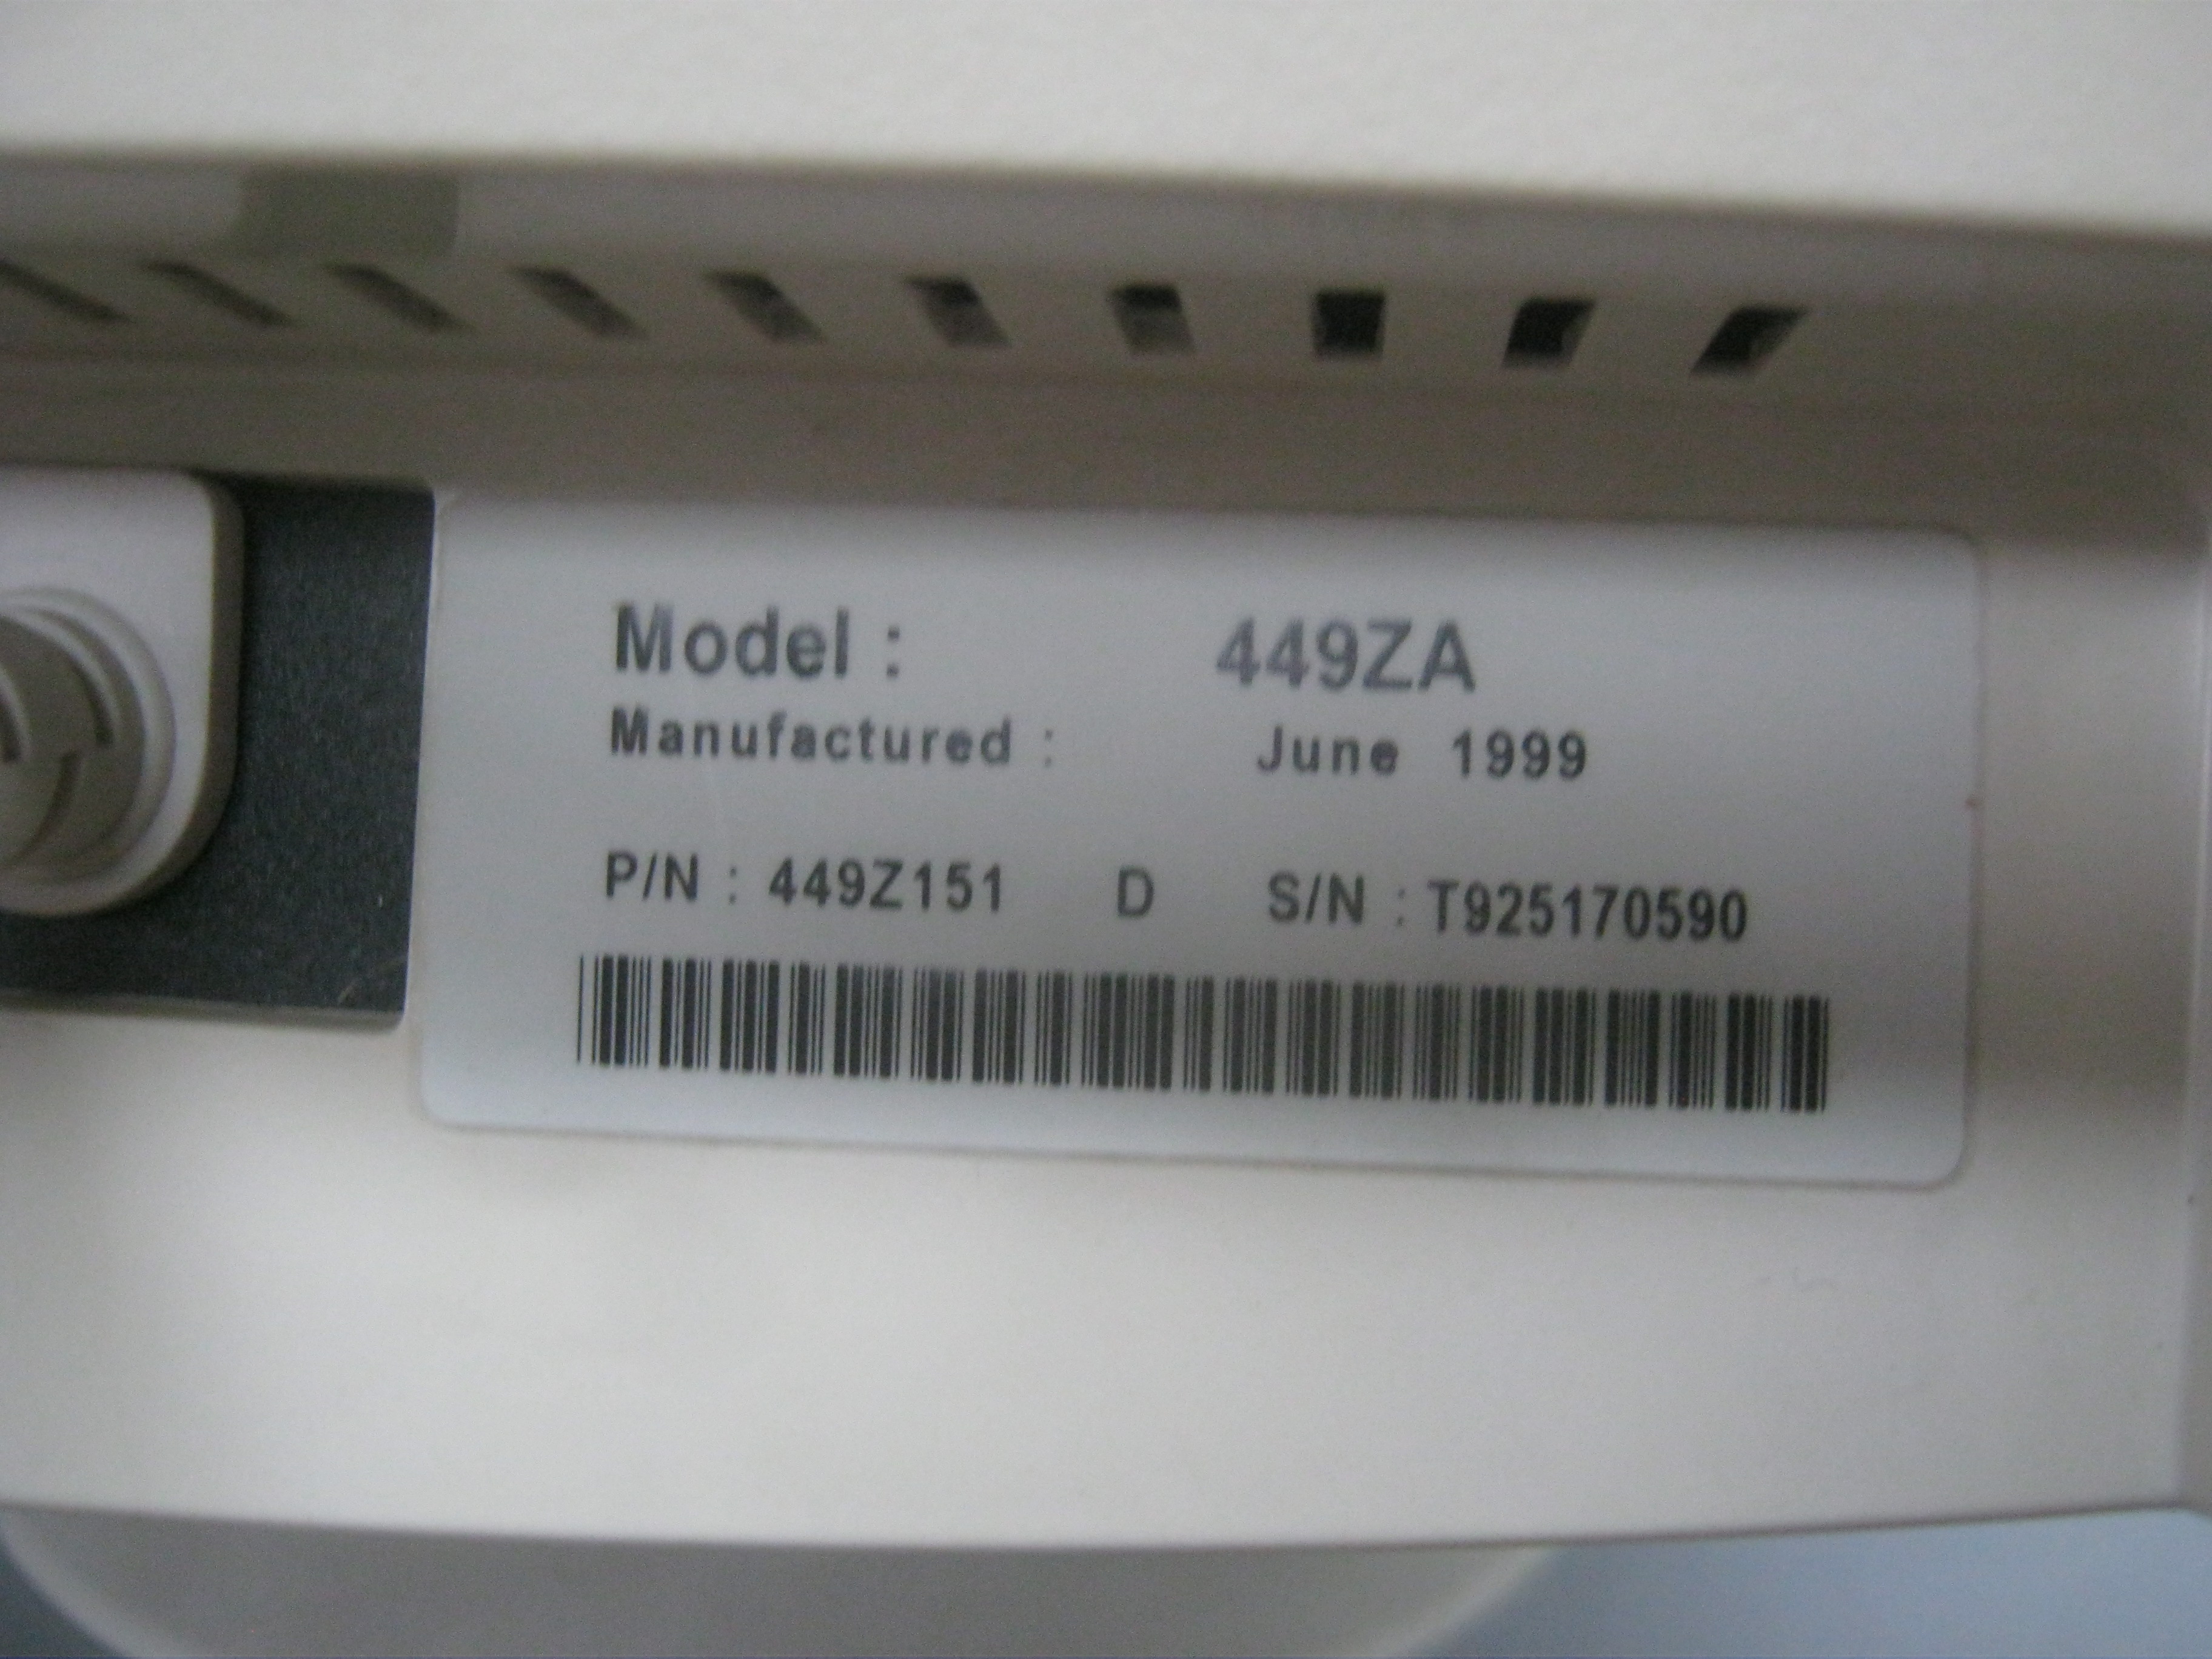 Model : 449ZA
Manufactured : June 1999
P/N : 449Z151 D S/N : T925170590